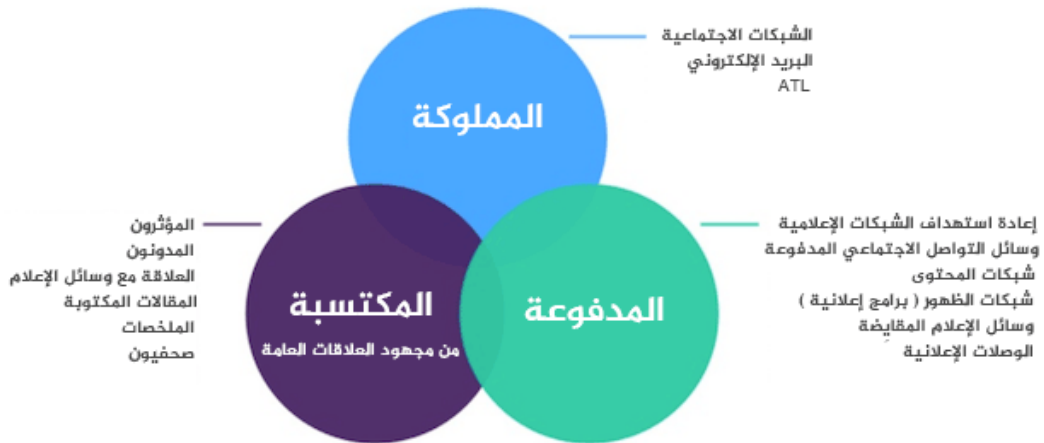 الشبكات الاجتماعية
البريد الإلكتروني
ATL
المملوكة
إعادة استهداف الشبكات الإعلامية
وسائل التواصل الاجتماعي المدفوعة
شبكات المحتوى
شبكات الظهور ( برامج إعلانية )
وسائل الإعلام المقايِضة
الوصلات الإعلانية
المدفوعة
المكتسبة
من مجهود العلاقات العامة
المؤثرون
المدونون
العلاقة مع وسائل الإعلام
المقالات المكتوبة
الملخصات
صحفيون